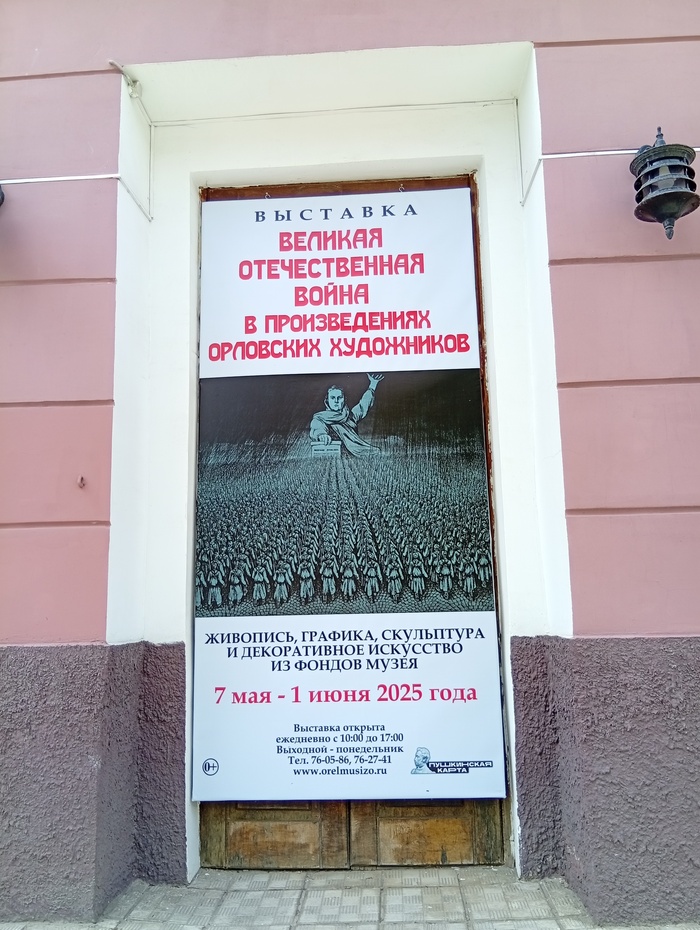 ВЫСТАВКА
ВЕЛИКАЯ
ОТЕЧЕСТВЕННАЯ
ВОЙНА
В ПРОИЗВЕДЕНИЯХ
ОРЛОВСКИХ ХУДОЖНИКОВ
ЖИВОПИСЬ, ГРАФИКА, СКУЛЬПТУРА
И ДЕКОРАТИВНОЕ ИСКУССТВО
ИЗ ФОНДОВ МУЗЕЯ
7 мая - 1 июня 2025 года
Выставка открыта
ежедневно с 10:00 до 17:00
Выходной - понедельник
Тел. 76-05-86, 76-27-41
www.orelmusizo.ru
0+
ПУШКИНСКАЯ
КАРТА